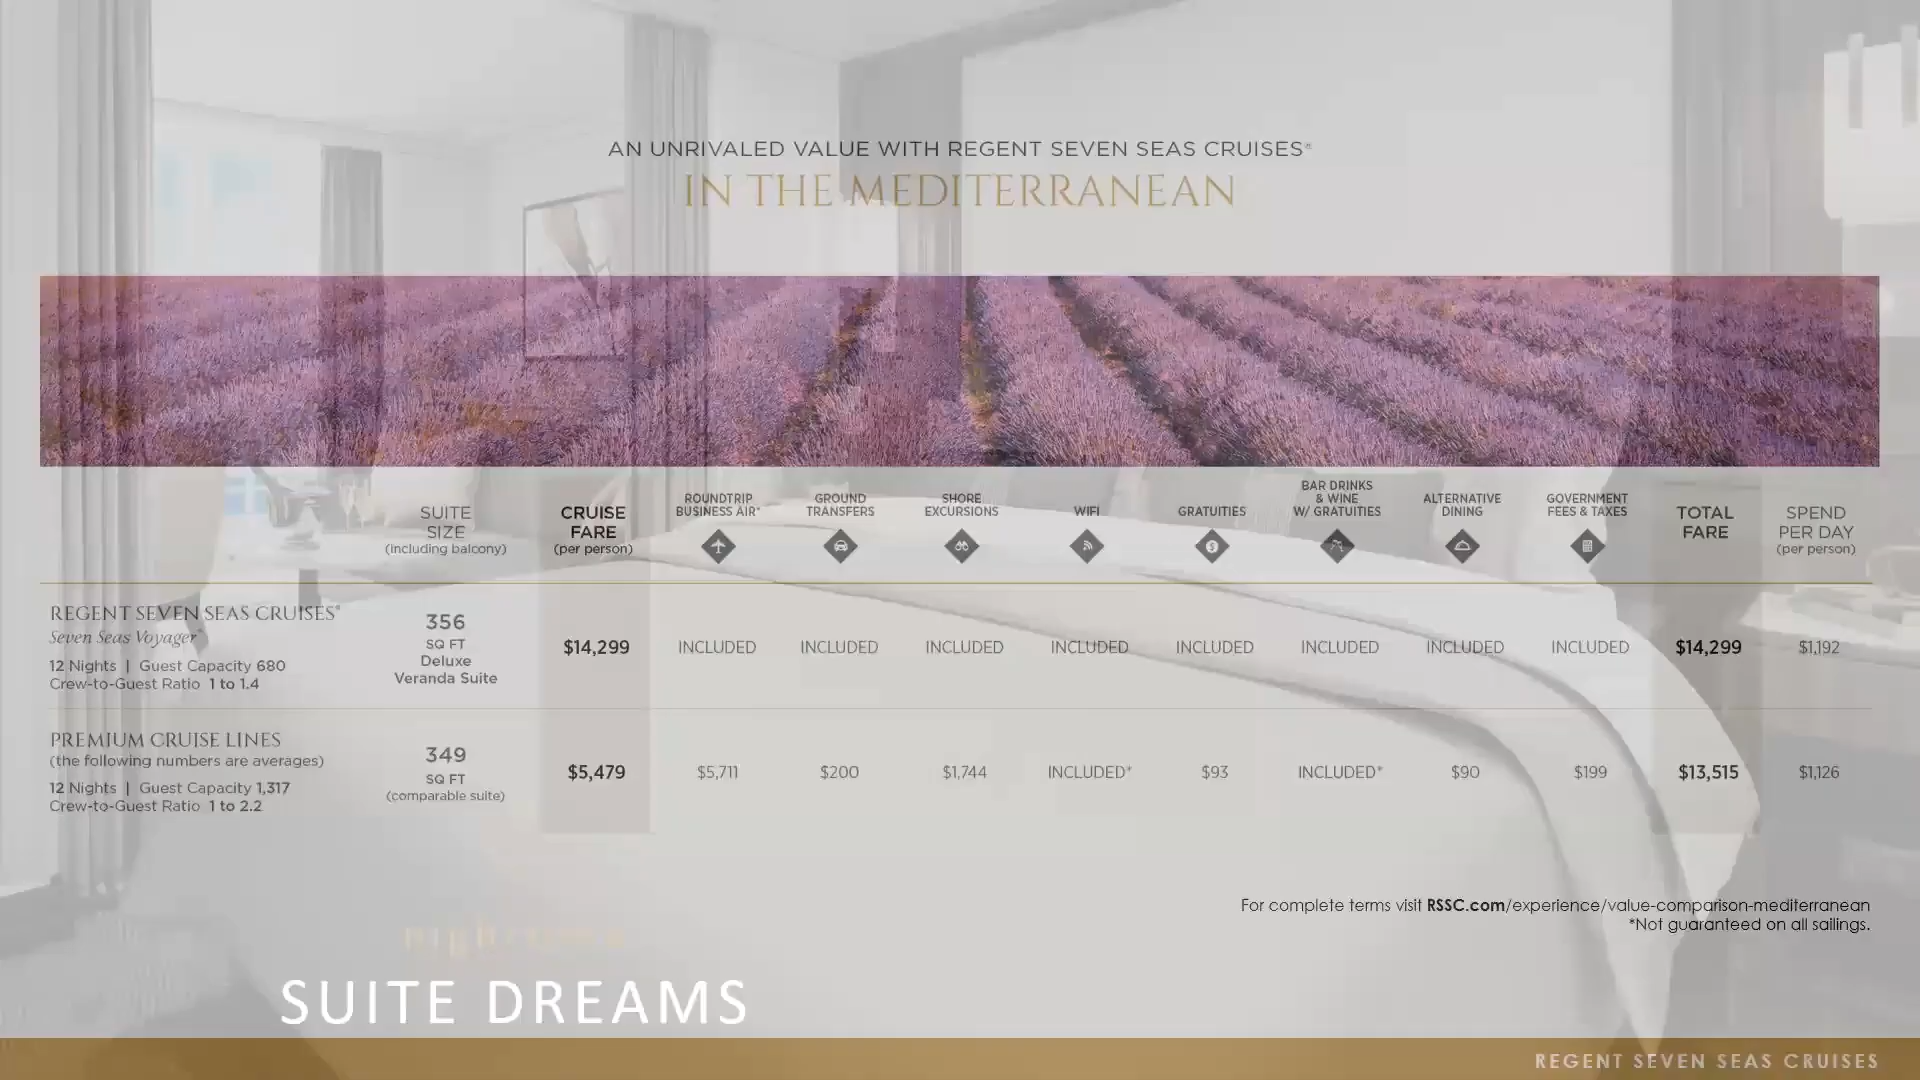 AN UNRIVALED VALUE WITH REGENT SEVEN SEAS CRUISES®
IN THE MEDITERRANEAN
SUITE
SIZE
(including balcony)
CRUISE
FARE
(per person)
ROUNDTRIP
BUSINESS AIR*
GROUND
TRANSFERS
SHORE
EXCURSIONS
WIFI
GRATUITIES
BAR DRINKS
& WINE
W/ GRATUITIES
ALTERNATIVE
DINING
GOVERNMENT
FEES & TAXES
TOTAL
FARE
SPEND
PER DAY
(per person)
REGENT SEVEN SEAS CRUISES®
Seven Seas Voyager®
12 Nights | Guest Capacity 680
Crew-to-Guest Ratio 1 to 1.4
356
SQ FT
Deluxe
Veranda Suite
$14,299 INCLUDED INCLUDED INCLUDED INCLUDED INCLUDED INCLUDED INCLUDED INCLUDED $14,299 $1,192
PREMIUM CRUISE LINES
(the following numbers are averages)
12 Nights | Guest Capacity 1,317
Crew-to-Guest Ratio 1 to 2.2
349
SQ FT
(comparable suite)
$5,479 $5,711 $200 $1,744 INCLUDED* $93 INCLUDED* $90 $199 $13,515 $1,126
For complete terms visit RSSC.com/experience/value-comparison-mediterranean
*Not guaranteed on all sailings.
SUITE DREAMS
REGENT SEVEN SEAS CRUISES